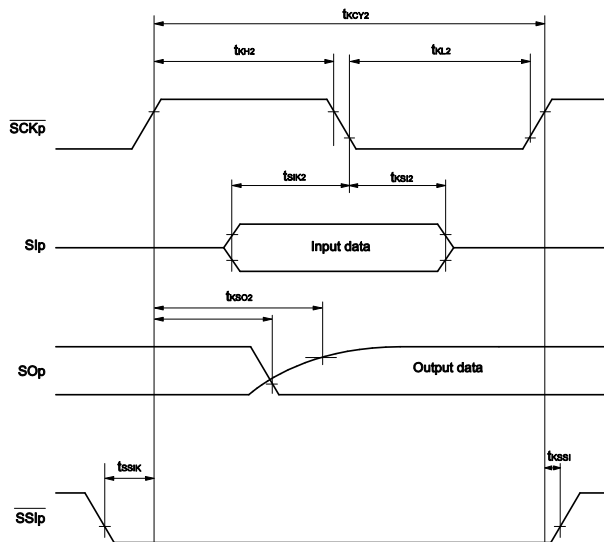 tKCY2
tKH2
tKL2
SCKp
tSIK2
tKSI2
SIp
Input data
tKSO2
SOp
Output data
tSSIK
tKSSI
SSIp